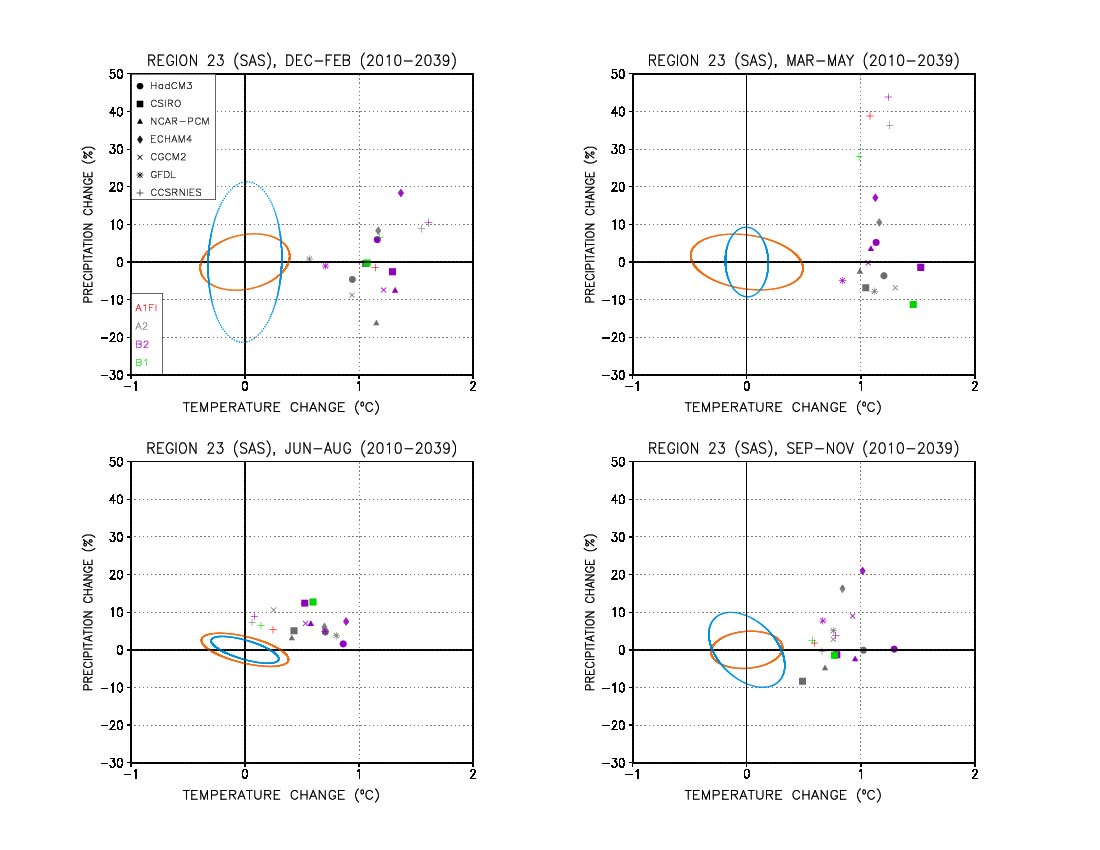 REGION 23 (SAS), DEC-FEB (2010-2039)
50
40
30
20
10
0
-10
-20
-30
PRECIPITATION CHANGE (%)
HadCM3
CSIRO
NCAR-PCM
ECHAM4
CGCM2
GFDL
CCSRNIES
A1FI
A2
B2
B1
-1 0 1 2
TEMPERATURE CHANGE (ºC)
REGION 23 (SAS), MAR-MAY (2010-2039)
50
40
30
20
10
0
-10
-20
-30
PRECIPITATION CHANGE (%)
-1 0 1 2
TEMPERATURE CHANGE (ºC)
REGION 23 (SAS), JUN-AUG (2010-2039)
50
40
30
20
10
0
-10
-20
-30
PRECIPITATION CHANGE (%)
-1 0 1 2
TEMPERATURE CHANGE (ºC)
REGION 23 (SAS), SEP-NOV (2010-2039)
50
40
30
20
10
0
-10
-20
-30
PRECIPITATION CHANGE (%)
-1 0 1 2
TEMPERATURE CHANGE (ºC)